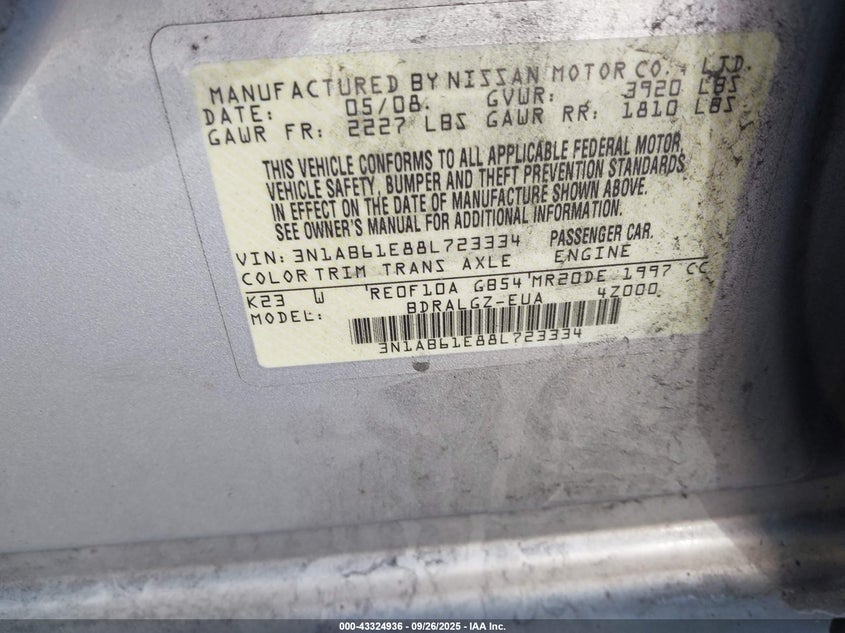 MANUFACTURED BY NISSAN MOTOR CO., LTD.
DATE: 05/08. GVWR: 3920 LBS
GAWR FR: 2227 LBS GAWR RR: 1810 LBS
THIS VEHICLE CONFORMS TO ALL APPLICABLE FEDERAL MOTOR
VEHICLE SAFETY, BUMPER AND THEFT PREVENTION STANDARDS
IN EFFECT ON THE DATE OF MANUFACTURE SHOWN ABOVE.
SEE OWNER'S MANUAL FOR ADDITIONAL INFORMATION.
VIN: 3N1AB61E88L723334 PASSENGER CAR.
COLOR TRIM TRANS AXLE ENGINE
K23 W RE0F10A GB54 MR20DE 1997 CC
MODEL: BDRALGZ-EUA 4Z000
3N1AB61E88L723334
000-43324936 - 09/26/2025 - IAA Inc.